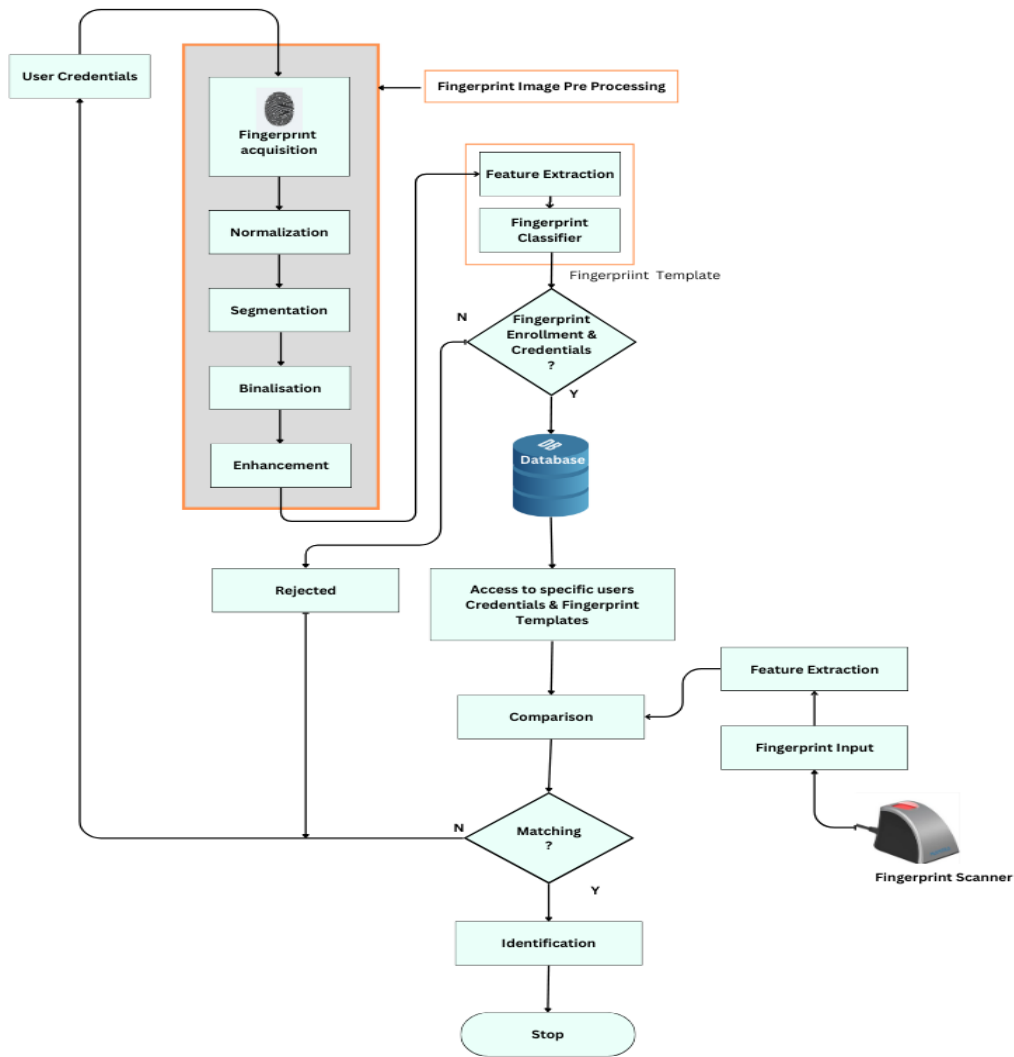 User Credentials
Fingerprint Image Pre Processing
Fingerprint
acquisition
Normalization
Segmentation
Binalisation
Enhancement
Feature Extraction
Fingerprint
Classifier
Fingerpriint Template
N
Fingerprint
Enrollment &
Credentials
?
Y
DB
Database
Rejected
Access to specific users
Credentials & Fingerprint
Templates
Feature Extraction
Comparison
Fingerprint Input
N
Matching
?
Fingerprint Scanner
Y
Identification
Stop